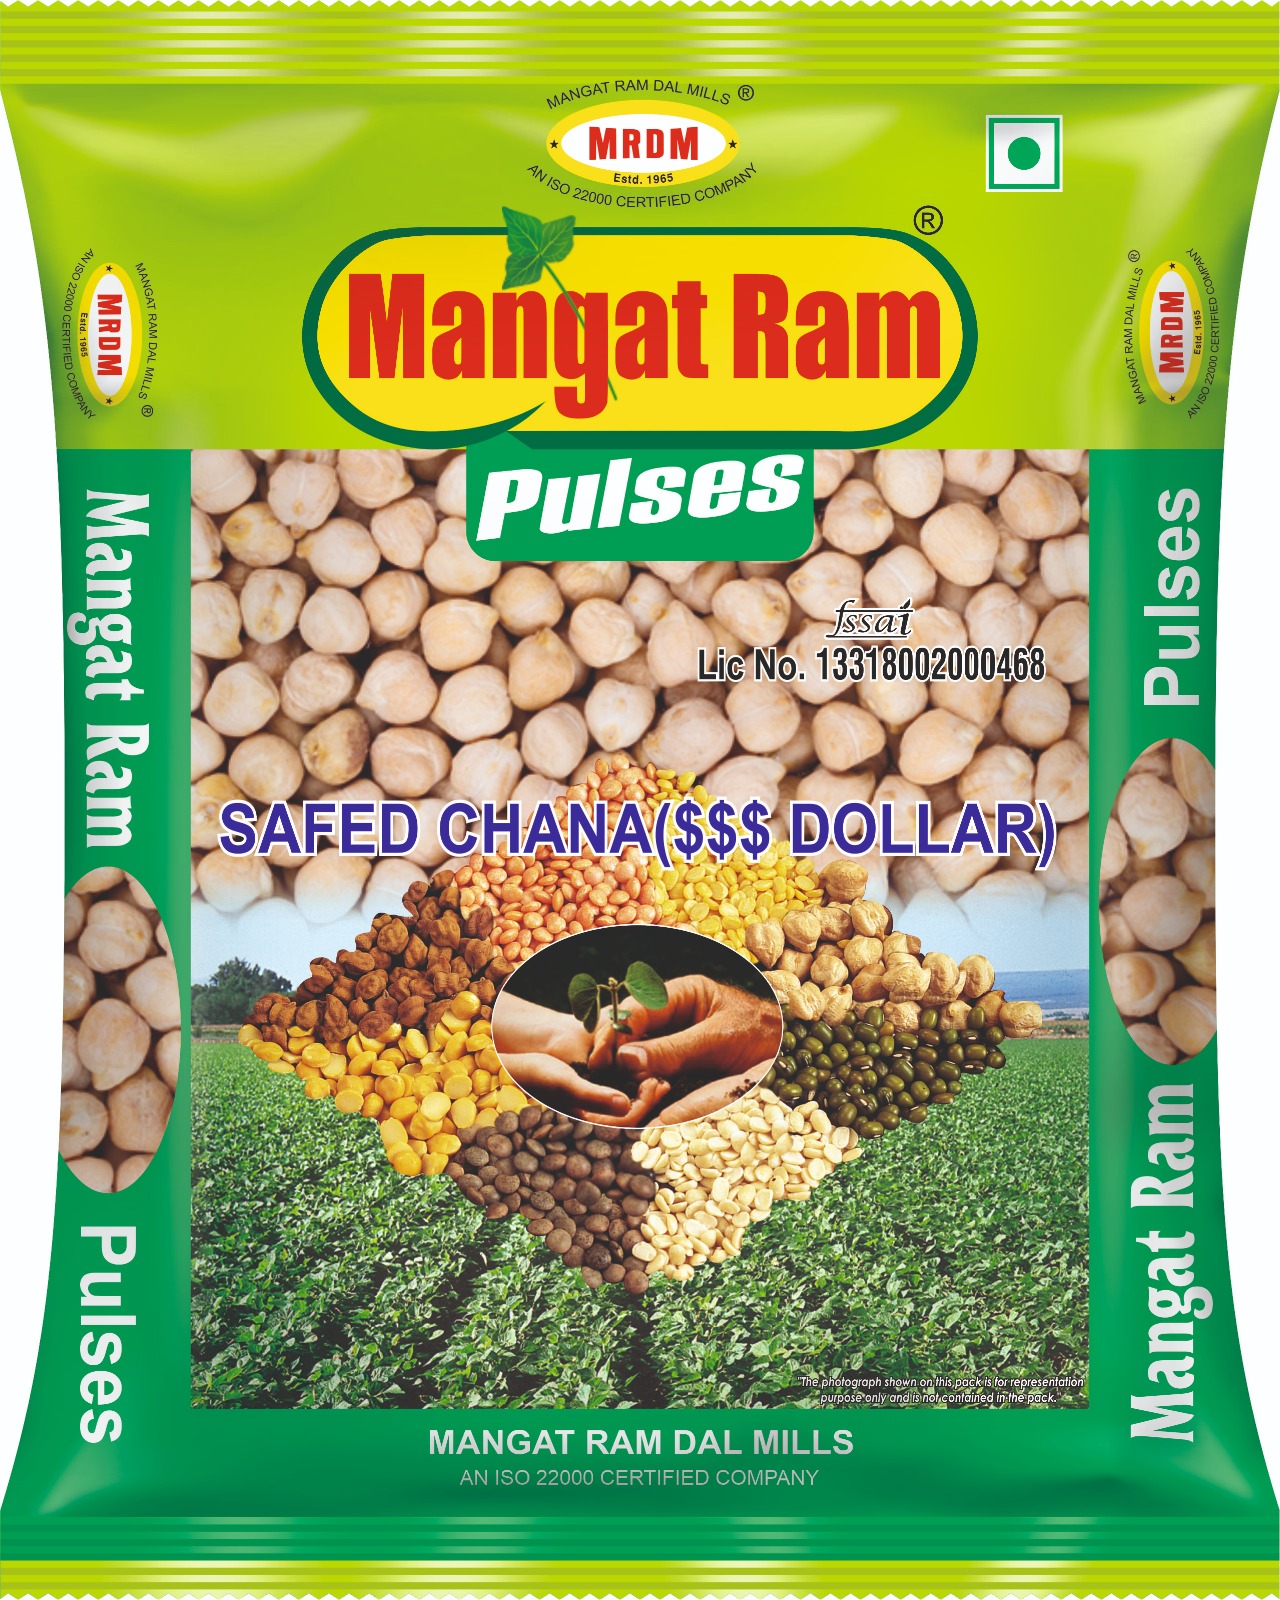 MANGAT RAM DAL MILLS ®
MRDM
Estd. 1965
AN ISO 22000 CERTIFIED COMPANY
®
Mangat Ram
Pulses
MANGAT RAM DAL MILLS ®
MRDM
Estd. 1965
AN ISO 22000 CERTIFIED COMPANY
Mangat Ram
Pulses
MANGAT RAM DAL MILLS ®
MRDM
Estd. 1965
AN ISO 22000 CERTIFIED COMPANY
Pulses
Mangat Ram
fssai
Lic No. 13318002000468
SAFED CHANA($$$ DOLLAR)
"The photograph shown on this pack is for representation
purpose only and is not contained in the pack."
MANGAT RAM DAL MILLS
AN ISO 22000 CERTIFIED COMPANY